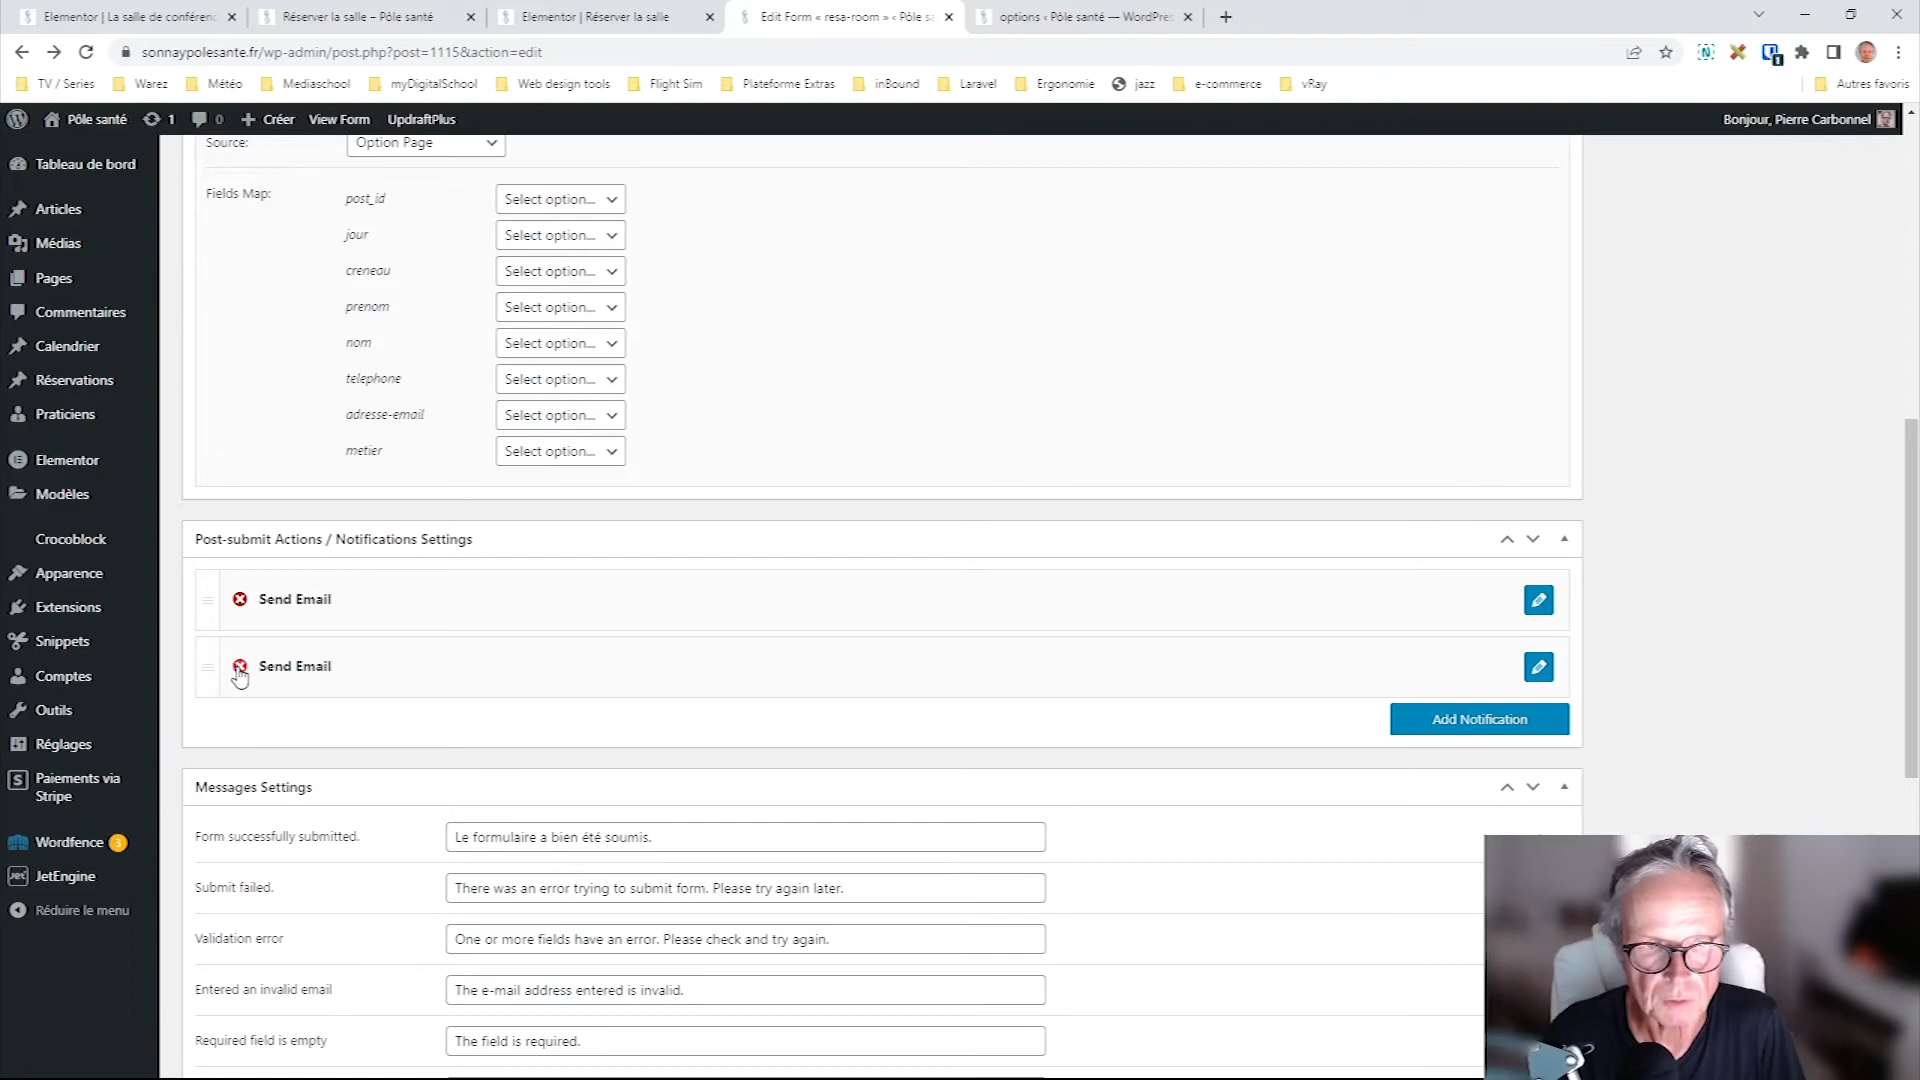 Elementor | La salle de conférenc
Réserver la salle – Pôle santé
Elementor | Réserver la salle
Edit Form « resa-room » ‹ Pôle sa
options ‹ Pôle santé — WordPres
sonnaypolesante.fr/wp-admin/post.php?post=1115&action=edit
TV / Series
Warez
Météo
Mediaschool
myDigitalSchool
Web design tools
Flight Sim
Plateforme Extras
inBound
Laravel
Ergonomie
jazz
e-commerce
vRay
Autres favoris
Pôle santé
1
0
Créer
View Form
UpdraftPlus
Bonjour, Pierre Carbonnel
Tableau de bord
Articles
Médias
Pages
Commentaires
Calendrier
Réservations
Praticiens
Elementor
Modèles
Crocoblock
Apparence
Extensions
Snippets
Comptes
Outils
Réglages
Paiements via
Stripe
Wordfence 3
JetEngine
Réduire le menu
Source: Option Page
Fields Map:
post_id Select option...
jour Select option...
creneau Select option...
prenom Select option...
nom Select option...
telephone Select option...
adresse-email Select option...
metier Select option...
Post-submit Actions / Notifications Settings
Send Email
Send Email
Add Notification
Messages Settings
Form successfully submitted. Le formulaire a bien été soumis.
Submit failed. There was an error trying to submit form. Please try again later.
Validation error One or more fields have an error. Please check and try again.
Entered an invalid email The e-mail address entered is invalid.
Required field is empty The field is required.